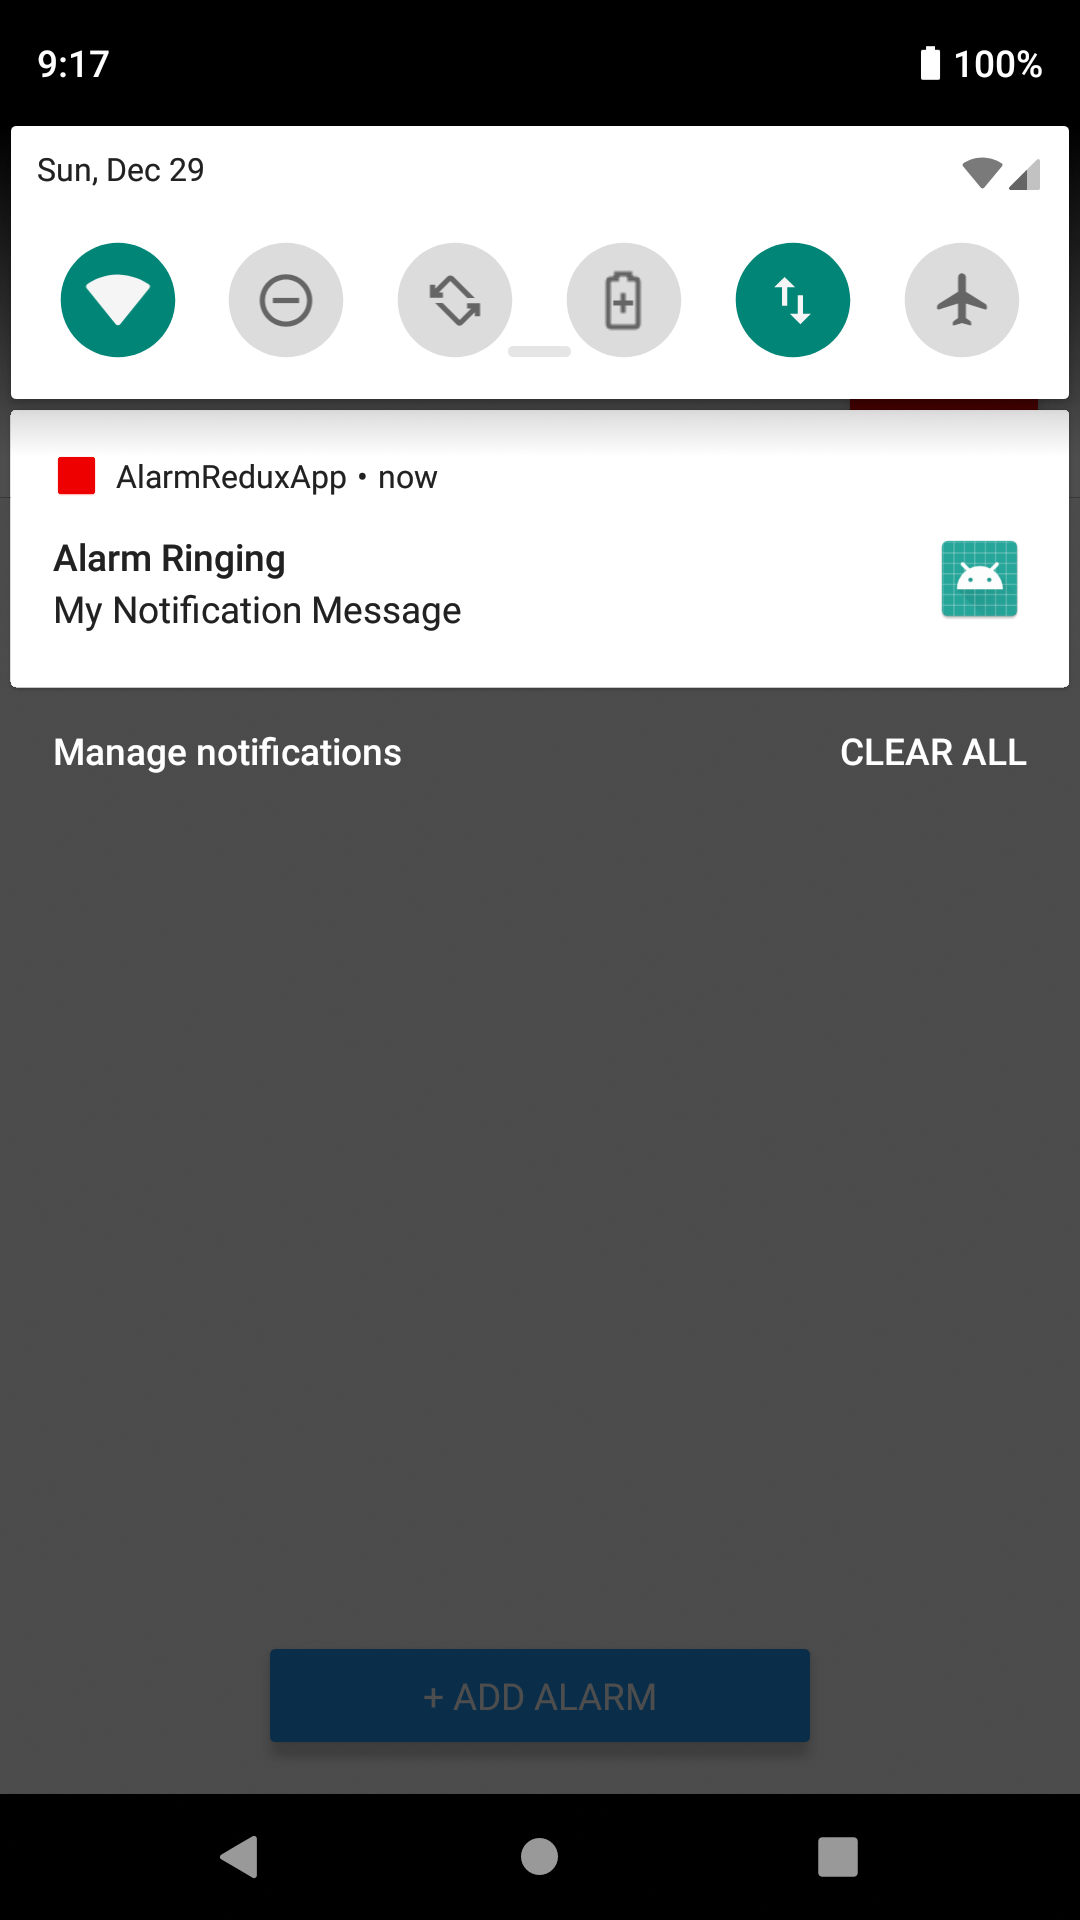 9:17 100%
Sun, Dec 29
AlarmReduxApp • now
Alarm Ringing
My Notification Message
Manage notifications CLEAR ALL
+ ADD ALARM